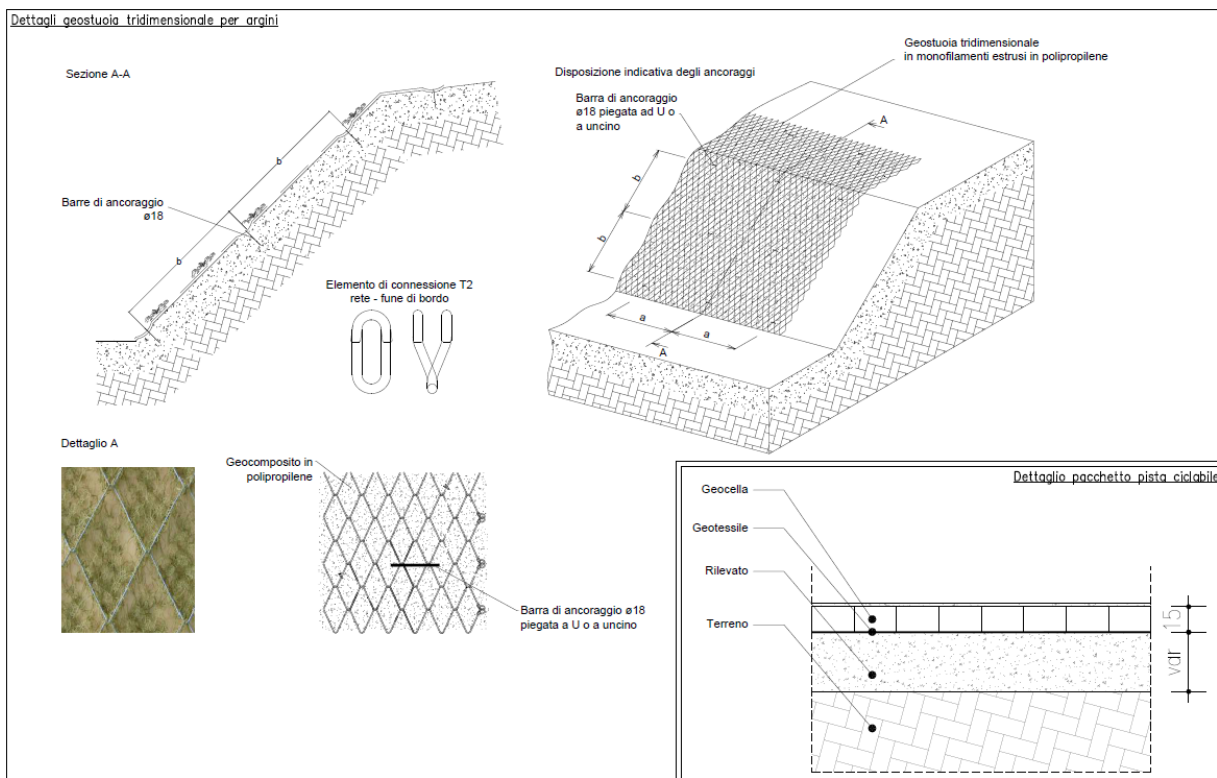 Dettagli geostuoia tridimensionale per argini
Sezione A-A
b
b
Barre di ancoraggio
ø18
Elemento di connessione T2
rete - fune di bordo
Disposizione indicativa degli ancoraggi
Geostuoia tridimensionale
in monofilamenti estrusi in polipropilene
Barra di ancoraggio
ø18 piegata ad U o
a uncino
A
b
b
a
a
A
Dettaglio A
Geocomposito in
polipropilene
Barra di ancoraggio ø18
piegata a U o a uncino
Dettaglio pacchetto pista ciclabile
Geocella
Geotessile
Rilevato
Terreno
15
var